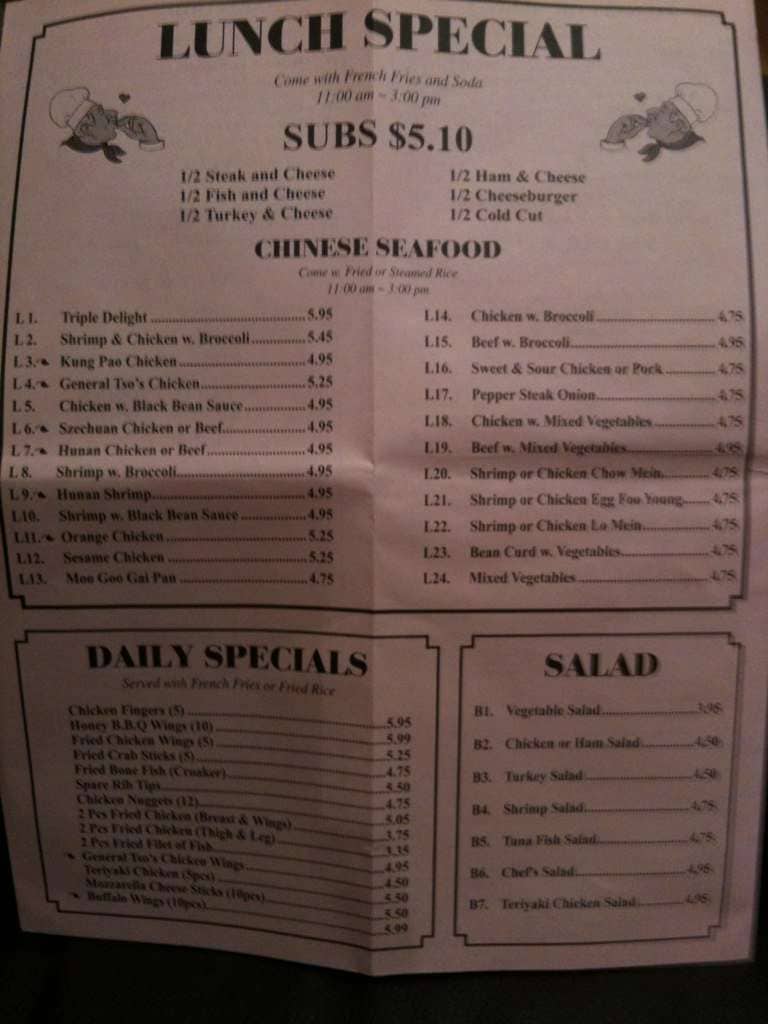 LUNCH SPECIAL
Come with French Fries and Soda
11:00 am ~ 3:00 pm
SUBS $5.10
1/2 Steak and Cheese
1/2 Fish and Cheese
1/2 Turkey & Cheese
1/2 Ham & Cheese
1/2 Cheeseburger
1/2 Cold Cut
CHINESE SEAFOOD
Come w. Fried or Steamed Rice
11:00 am ~ 3:00 pm
L1. Triple Delight 5.95
L2. Shrimp & Chicken w. Broccoli 5.45
L3. Kung Pao Chicken 4.95
L4. General Tso's Chicken 5.25
L5. Chicken w. Black Bean Sauce 4.95
L6. Szechuan Chicken or Beef 4.95
L7. Hunan Chicken or Beef 4.95
L8. Shrimp w. Broccoli 4.95
L9. Hunan Shrimp 4.95
L10. Shrimp w. Black Bean Sauce 4.95
L11. Orange Chicken 5.25
L12. Sesame Chicken 5.25
L13. Moo Goo Gai Pan 4.75
L14. Chicken w. Broccoli 4.75
L15. Beef w. Broccoli 4.95
L16. Sweet & Sour Chicken or Pork 4.75
L17. Pepper Steak Onion 4.75
L18. Chicken w. Mixed Vegetables 4.75
L19. Beef w. Mixed Vegetables 4.95
L20. Shrimp or Chicken Chow Mein 4.75
L21. Shrimp or Chicken Egg Foo Young 4.75
L22. Shrimp or Chicken Lo Mein 4.75
L23. Bean Curd w. Vegetables 4.75
L24. Mixed Vegetables 4.75
DAILY SPECIALS
Served with French Fries or Fried Rice
Chicken Fingers (5) 5.95
Honey B.B.Q Wings (10) 5.99
Fried Chicken Wings (5) 5.25
Fried Crab Sticks (5) 4.75
Fried Bone Fish (Croaker) 5.50
Spare Rib Tips 4.75
Chicken Nuggets (12) 5.05
2 Pcs Fried Chicken (Breast & Wings) 3.75
2 Pcs Fried Chicken (Thigh & Leg) 3.35
2 Pcs Fried Filet of Fish 4.95
General Tso's Chicken Wings 4.50
Teriyaki Chicken (5pcs) 5.50
Mozzarella Cheese Sticks (10pcs) 5.50
Buffalo Wings (10pcs) 5.99
SALAD
B1. Vegetable Salad 3.95
B2. Chicken or Ham Salad 4.50
B3. Turkey Salad 4.50
B4. Shrimp Salad 4.75
B5. Tuna Fish Salad 4.75
B6. Chef's Salad 4.95
B7. Teriyaki Chicken Salad 4.95